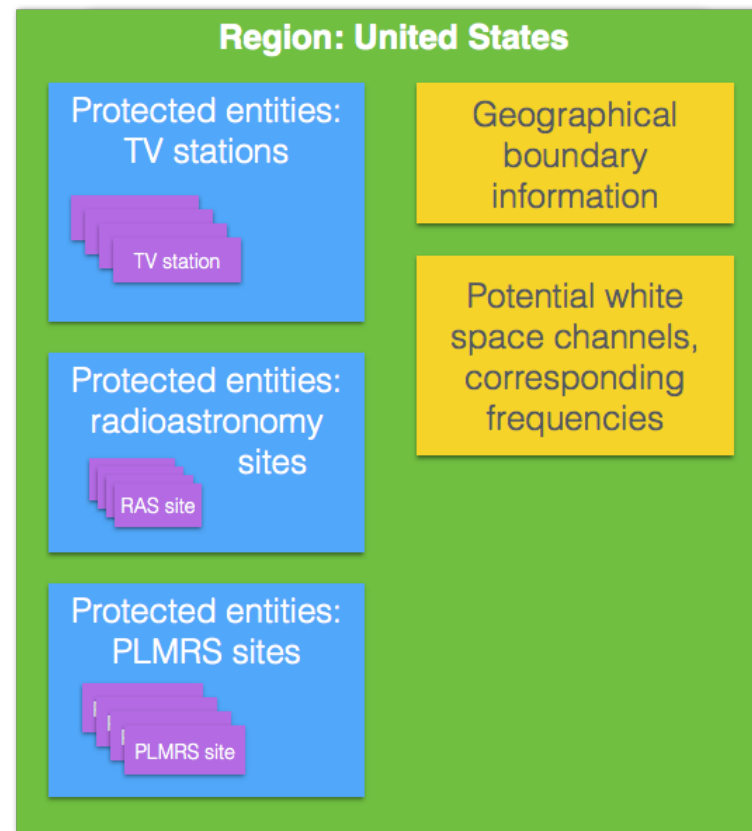 Region: United States
Protected entities:
TV stations
TV station
Protected entities:
radioastronomy
sites
RAS site
Protected entities:
PLMRS sites
PLMRS site
Geographical
boundary
information
Potential white
space channels,
corresponding
frequencies